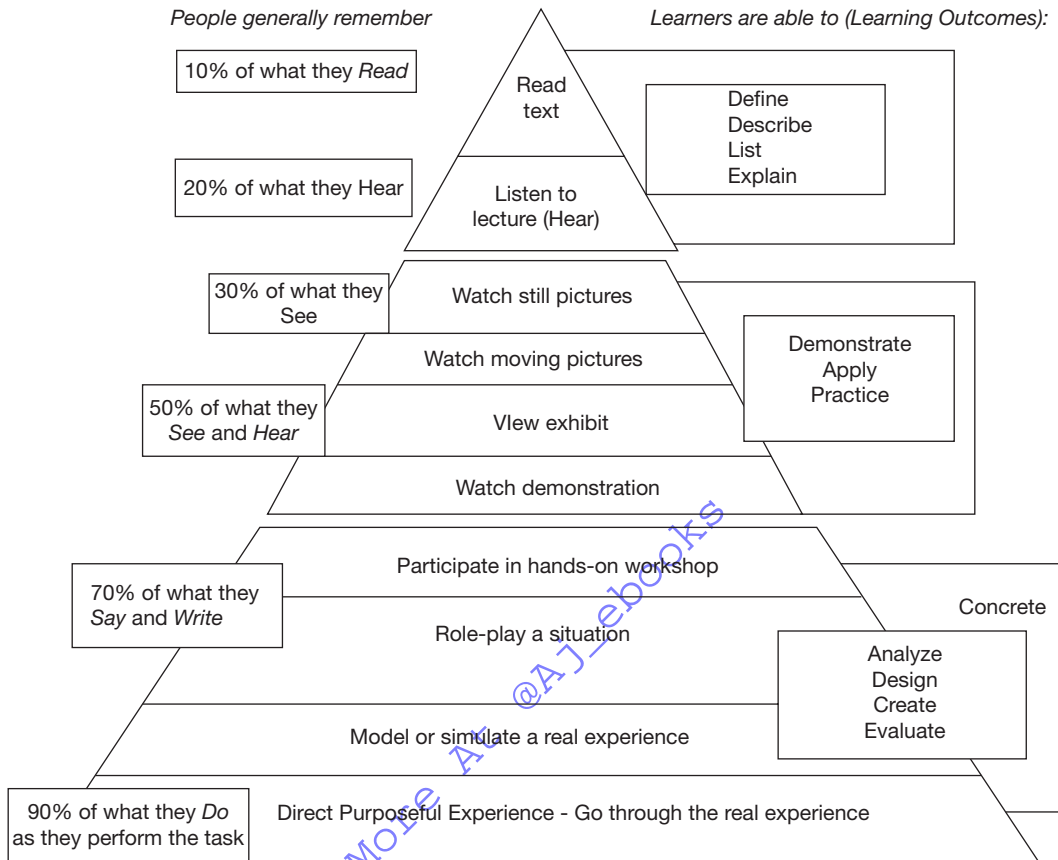 People generally remember
Learners are able to (Learning Outcomes):
10% of what they Read
Read
text
Define
Describe
List
Explain
20% of what they Hear
Listen to
lecture (Hear)
30% of what they
See
Watch still pictures
Watch moving pictures
Demonstrate
Apply
Practice
50% of what they
See and Hear
VIew exhibit
Watch demonstration
Participate in hands-on workshop
70% of what they
Say and Write
Role-play a situation
Concrete
Analyze
Design
Create
Evaluate
Model or simulate a real experience
90% of what they Do
as they perform the task
Direct Purposeful Experience - Go through the real experience
More At @Aj_ebooks